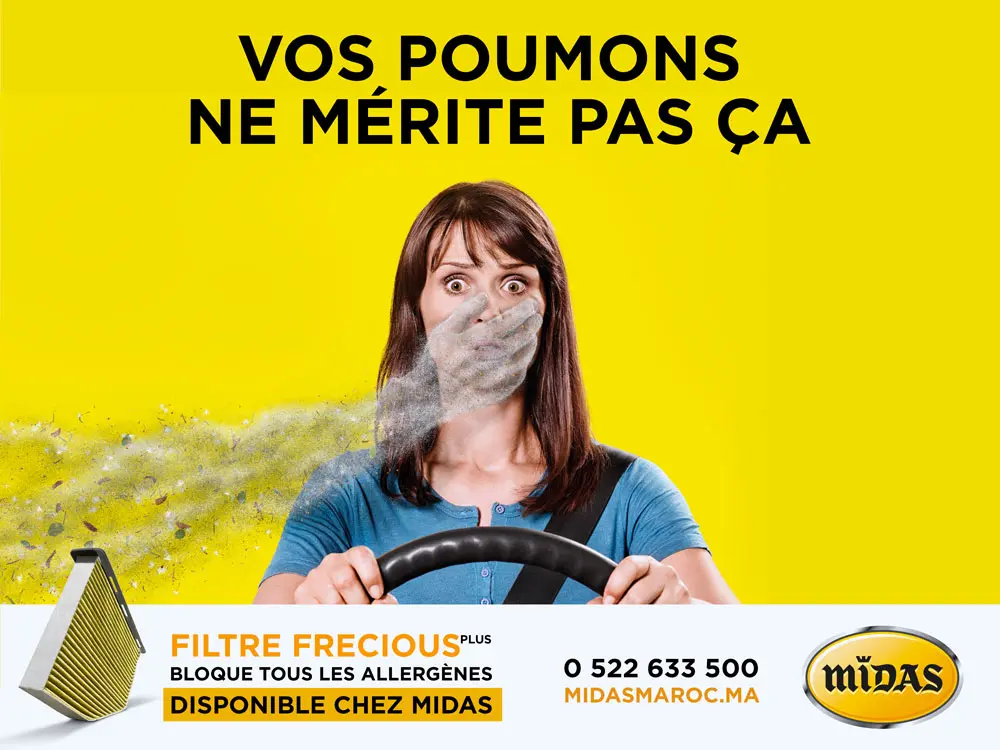 VOS POUMONS
NE MÉRITE PAS ÇA
FILTRE FRECIOUS PLUS
BLOQUE TOUS LES ALLERGÈNES
DISPONIBLE CHEZ MIDAS
0 522 633 500
MIDASMAROC.MA
MIDAS